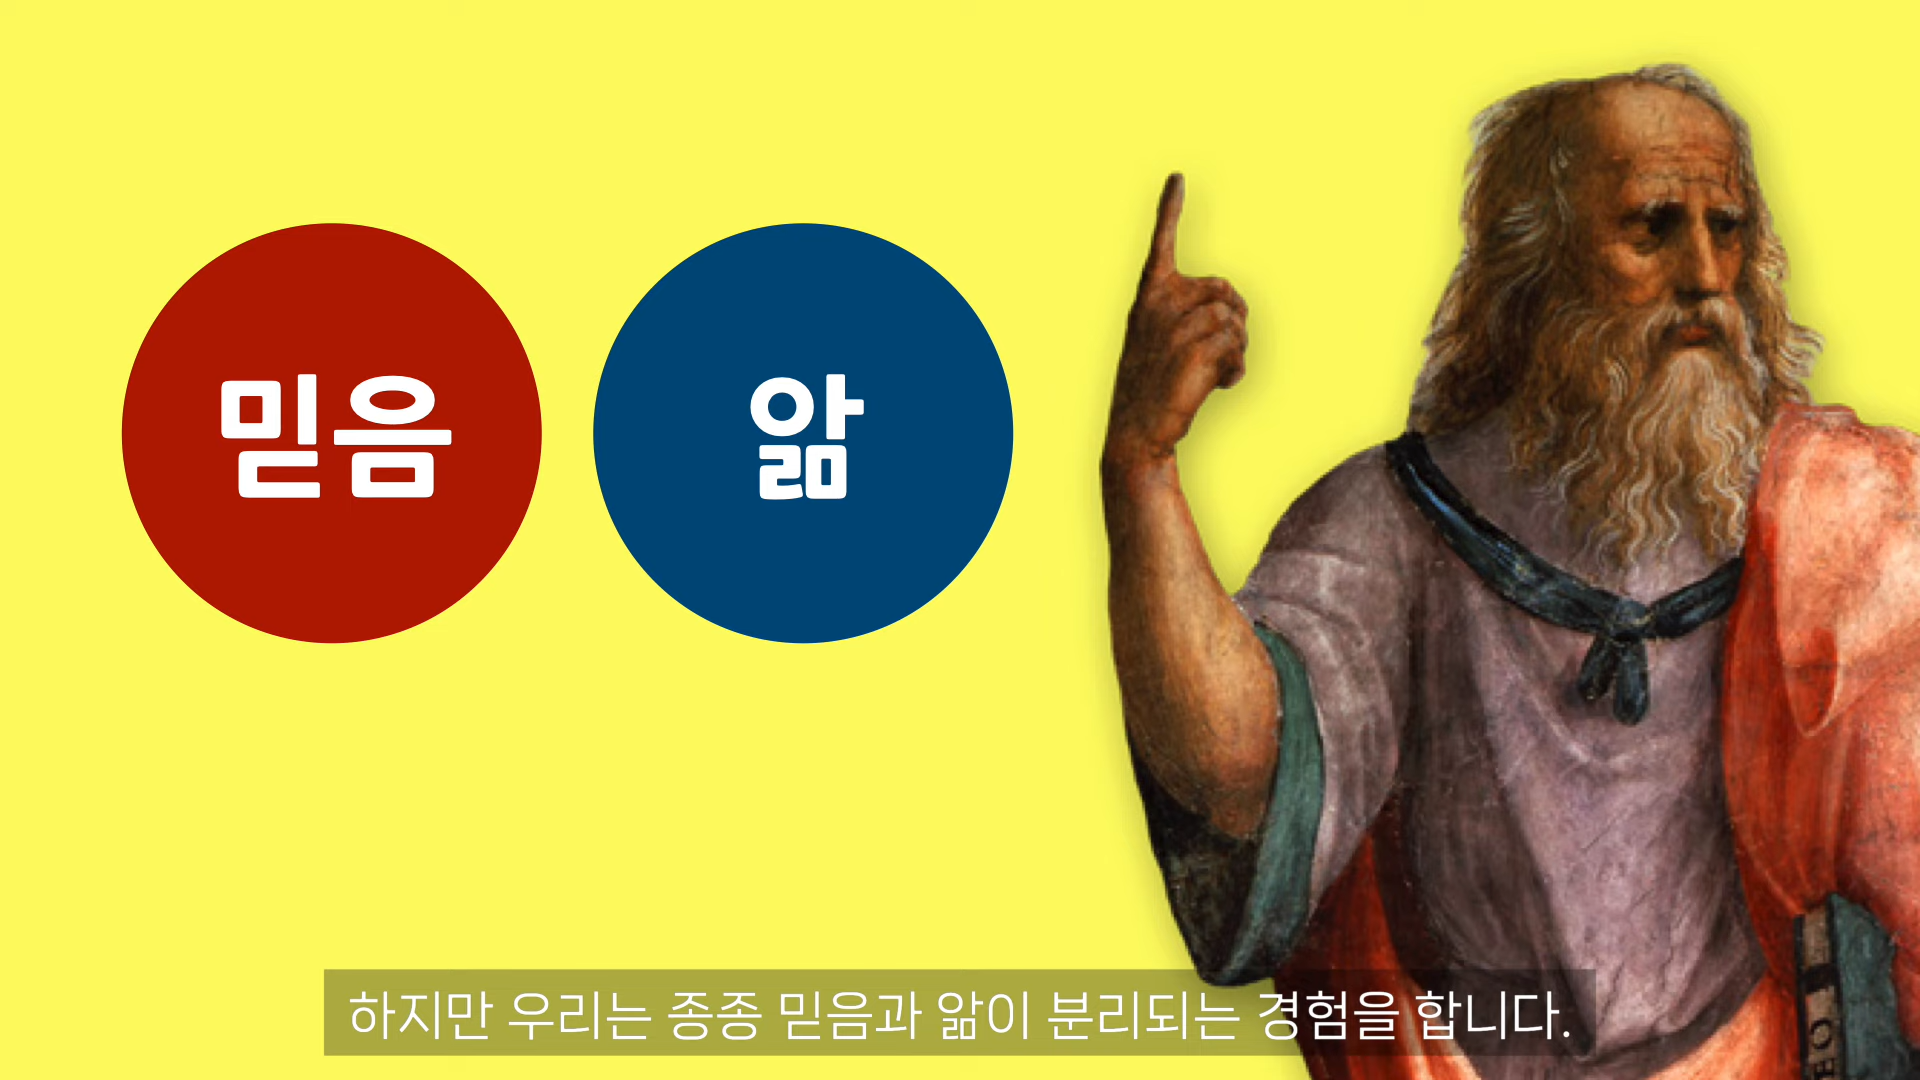 믿음
앎
하지만 우리는 종종 믿음과 앎이 분리되는 경험을 합니다.